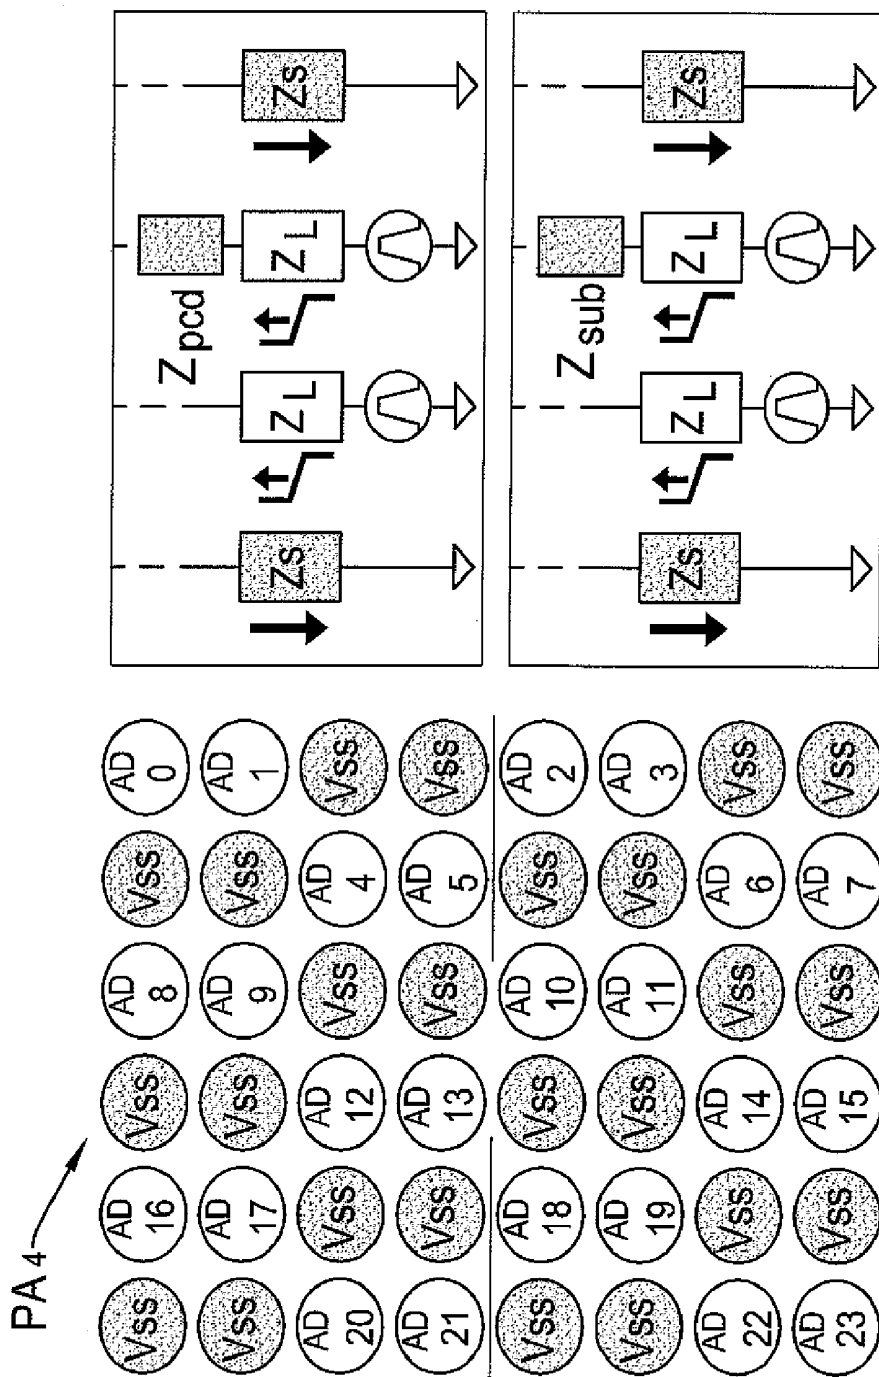 PA4
Vss AD 16 Vss AD 8 Vss AD 0
Vss AD 17 Vss AD 9 Vss AD 1
AD 20 Vss AD 12 Vss AD 4 Vss
AD 21 Vss AD 13 Vss AD 5 Vss
Vss AD 18 Vss AD 10 Vss AD 2
Vss AD 19 Vss AD 11 Vss AD 3
AD 22 Vss AD 14 Vss AD 6 Vss
AD 23 Vss AD 15 Vss AD 7 Vss
Zpcd
Zs ZL ZL Zs
Zsub
Zs ZL ZL Zs